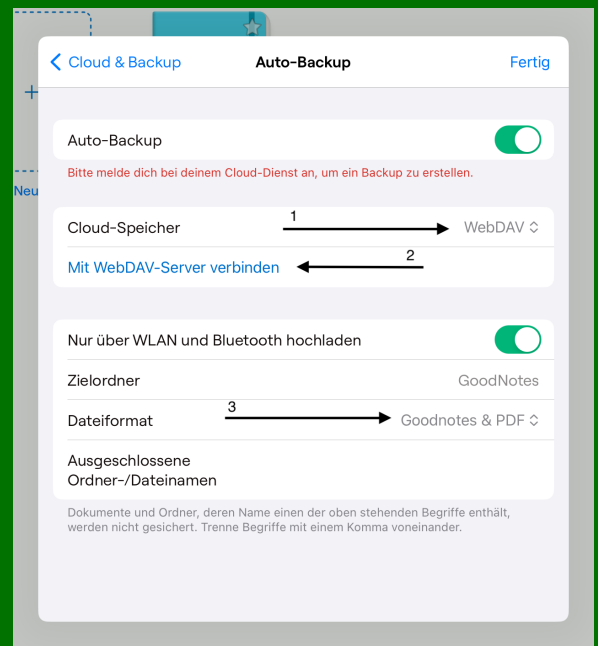 Cloud & Backup
Auto-Backup
Fertig
Neu
Auto-Backup
Bitte melde dich bei deinem Cloud-Dienst an, um ein Backup zu erstellen.
Cloud-Speicher
1
WebDAV
Mit WebDAV-Server verbinden
2
Nur über WLAN und Bluetooth hochladen
Zielordner
GoodNotes
Dateiformat
3
Goodnotes & PDF
Ausgeschlossene
Ordner-/Dateinamen
Dokumente und Ordner, deren Name einen der oben stehenden Begriffe enthält,
werden nicht gesichert. Trenne Begriffe mit einem Komma voneinander.